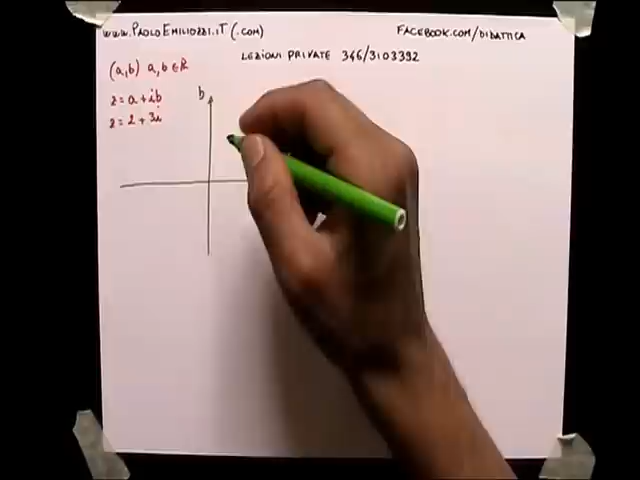 www.PaoloEmiliozzi.iT (.com)
FACEBOOK.COM/DIDATTICA
LEZIONI PRIVATE 346/3103392
(a,b) a,b ∈ R
z = a + ib
z = 2 + 3i
b